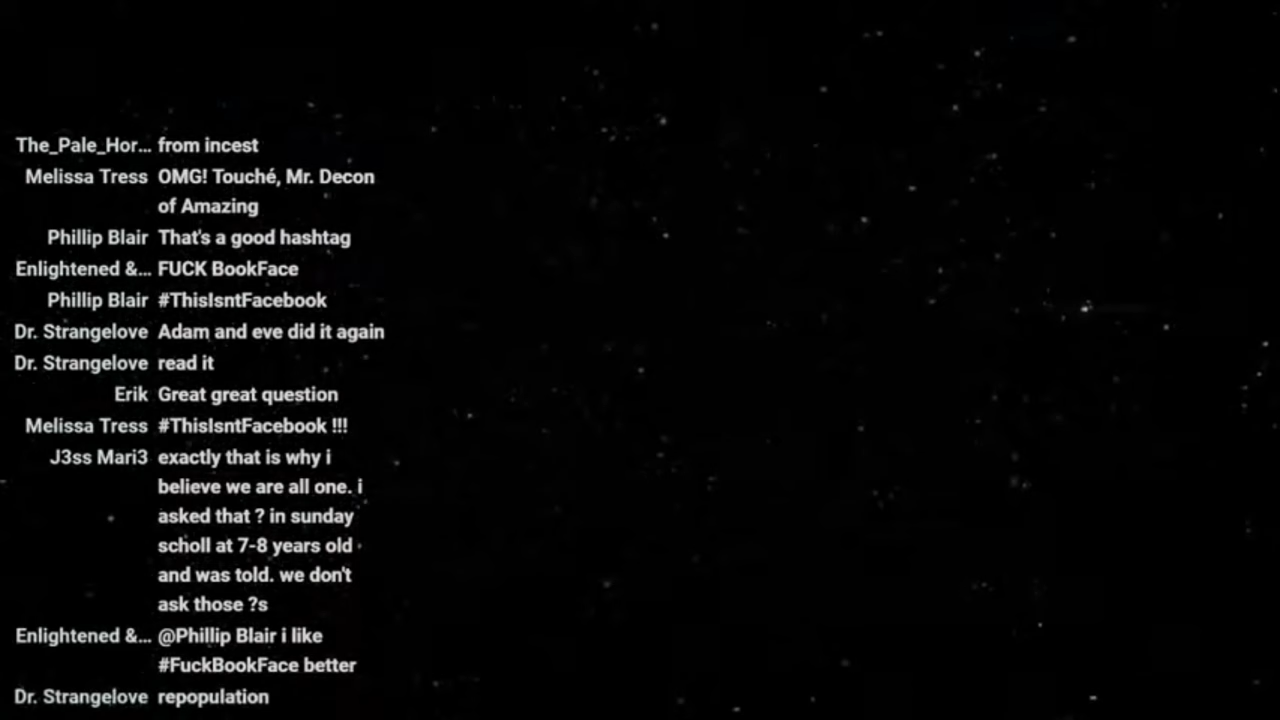 The_Pale_Hor... from incest
Melissa Tress OMG! Touché, Mr. Decon
of Amazing
Phillip Blair That's a good hashtag
Enlightened &... FUCK BookFace
Phillip Blair #ThisIsntFacebook
Dr. Strangelove Adam and eve did it again
Dr. Strangelove read it
Erik Great great question
Melissa Tress #ThisIsntFacebook !!!
J3ss Mari3 exactly that is why i
believe we are all one. i
asked that ? in sunday
scholl at 7-8 years old
and was told. we don't
ask those ?s
Enlightened &... @Phillip Blair i like
#FuckBookFace better
Dr. Strangelove repopulation